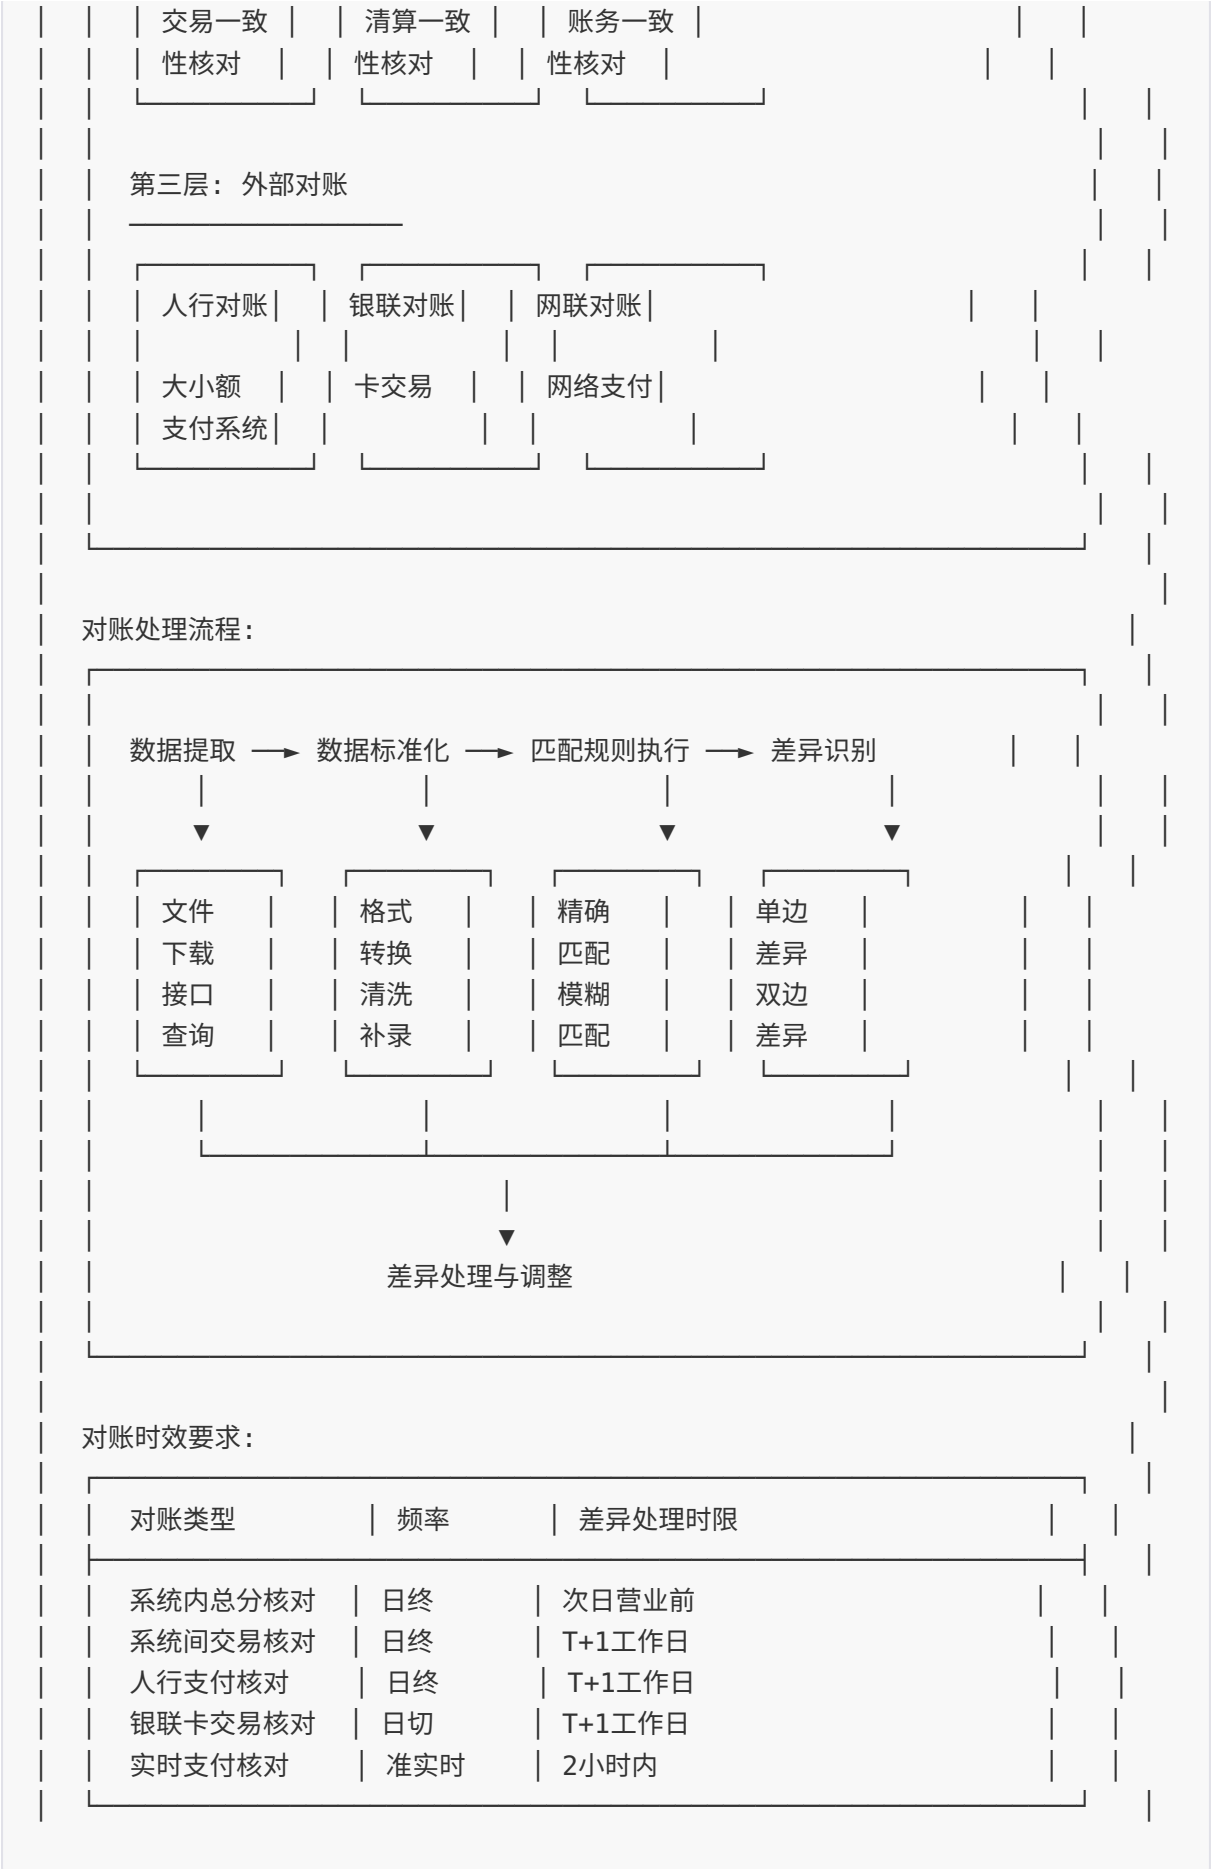 交易一致 清算一致 账务一致
性核对 性核对 性核对
第三层: 外部对账
人行对账 银联对账 网联对账
大小额 卡交易 网络支付
支付系统
对账处理流程:
数据提取 → 数据标准化 → 匹配规则执行 → 差异识别
文件 格式 精确 单边
下载 转换 匹配 差异
接口 清洗 模糊 双边
查询 补录 匹配 差异
差异处理与调整
对账时效要求:
对账类型 频率 差异处理时限
系统内总分核对 日终 次日营业前
系统间交易核对 日终 T+1工作日
人行支付核对 日终 T+1工作日
银联卡交易核对 日切 T+1工作日
实时支付核对 准实时 2小时内